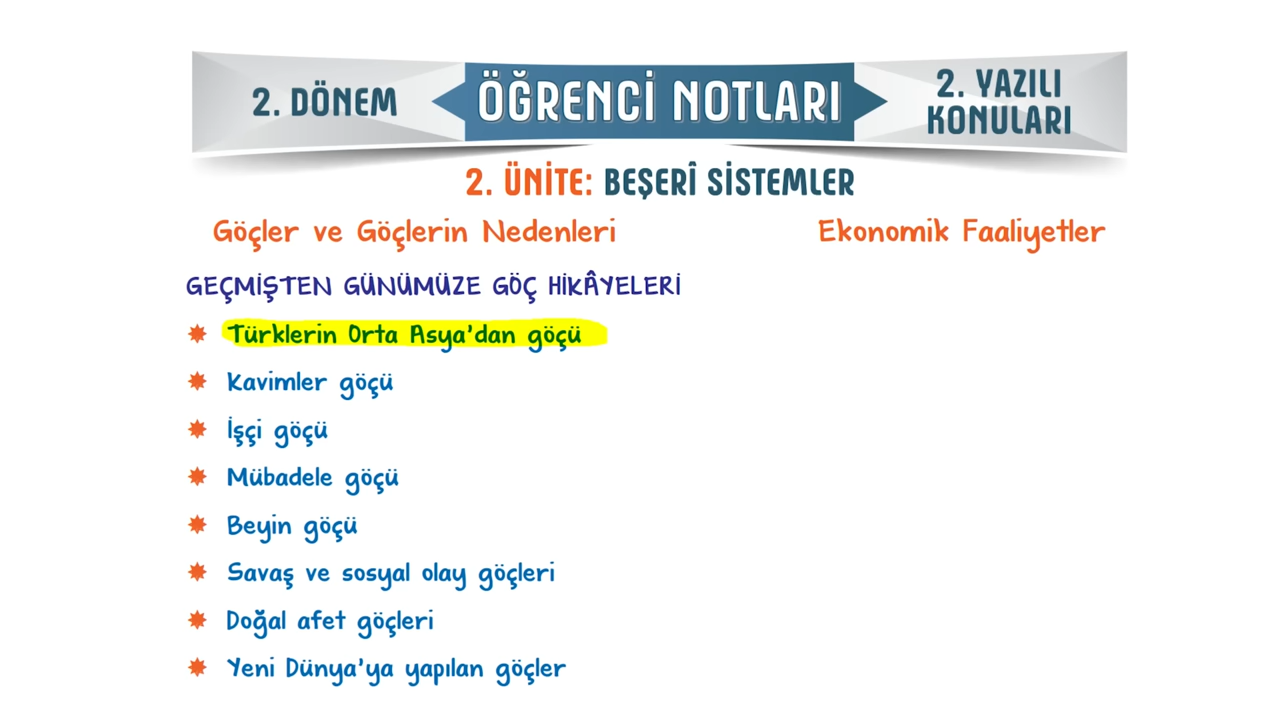 2. DÖNEM
ÖĞRENCİ NOTLARI
2. YAZILI
KONULARI
2. ÜNİTE: BEŞERÎ SİSTEMLER
Göçler ve Göçlerin Nedenleri
Ekonomik Faaliyetler
GEÇMİŞTEN GÜNÜMÜZE GÖÇ HİKÂYELERİ
Türklerin Orta Asya'dan göçü
Kavimler göçü
İşçi göçü
Mübadele göçü
Beyin göçü
Savaş ve sosyal olay göçleri
Doğal afet göçleri
Yeni Dünya'ya yapılan göçler